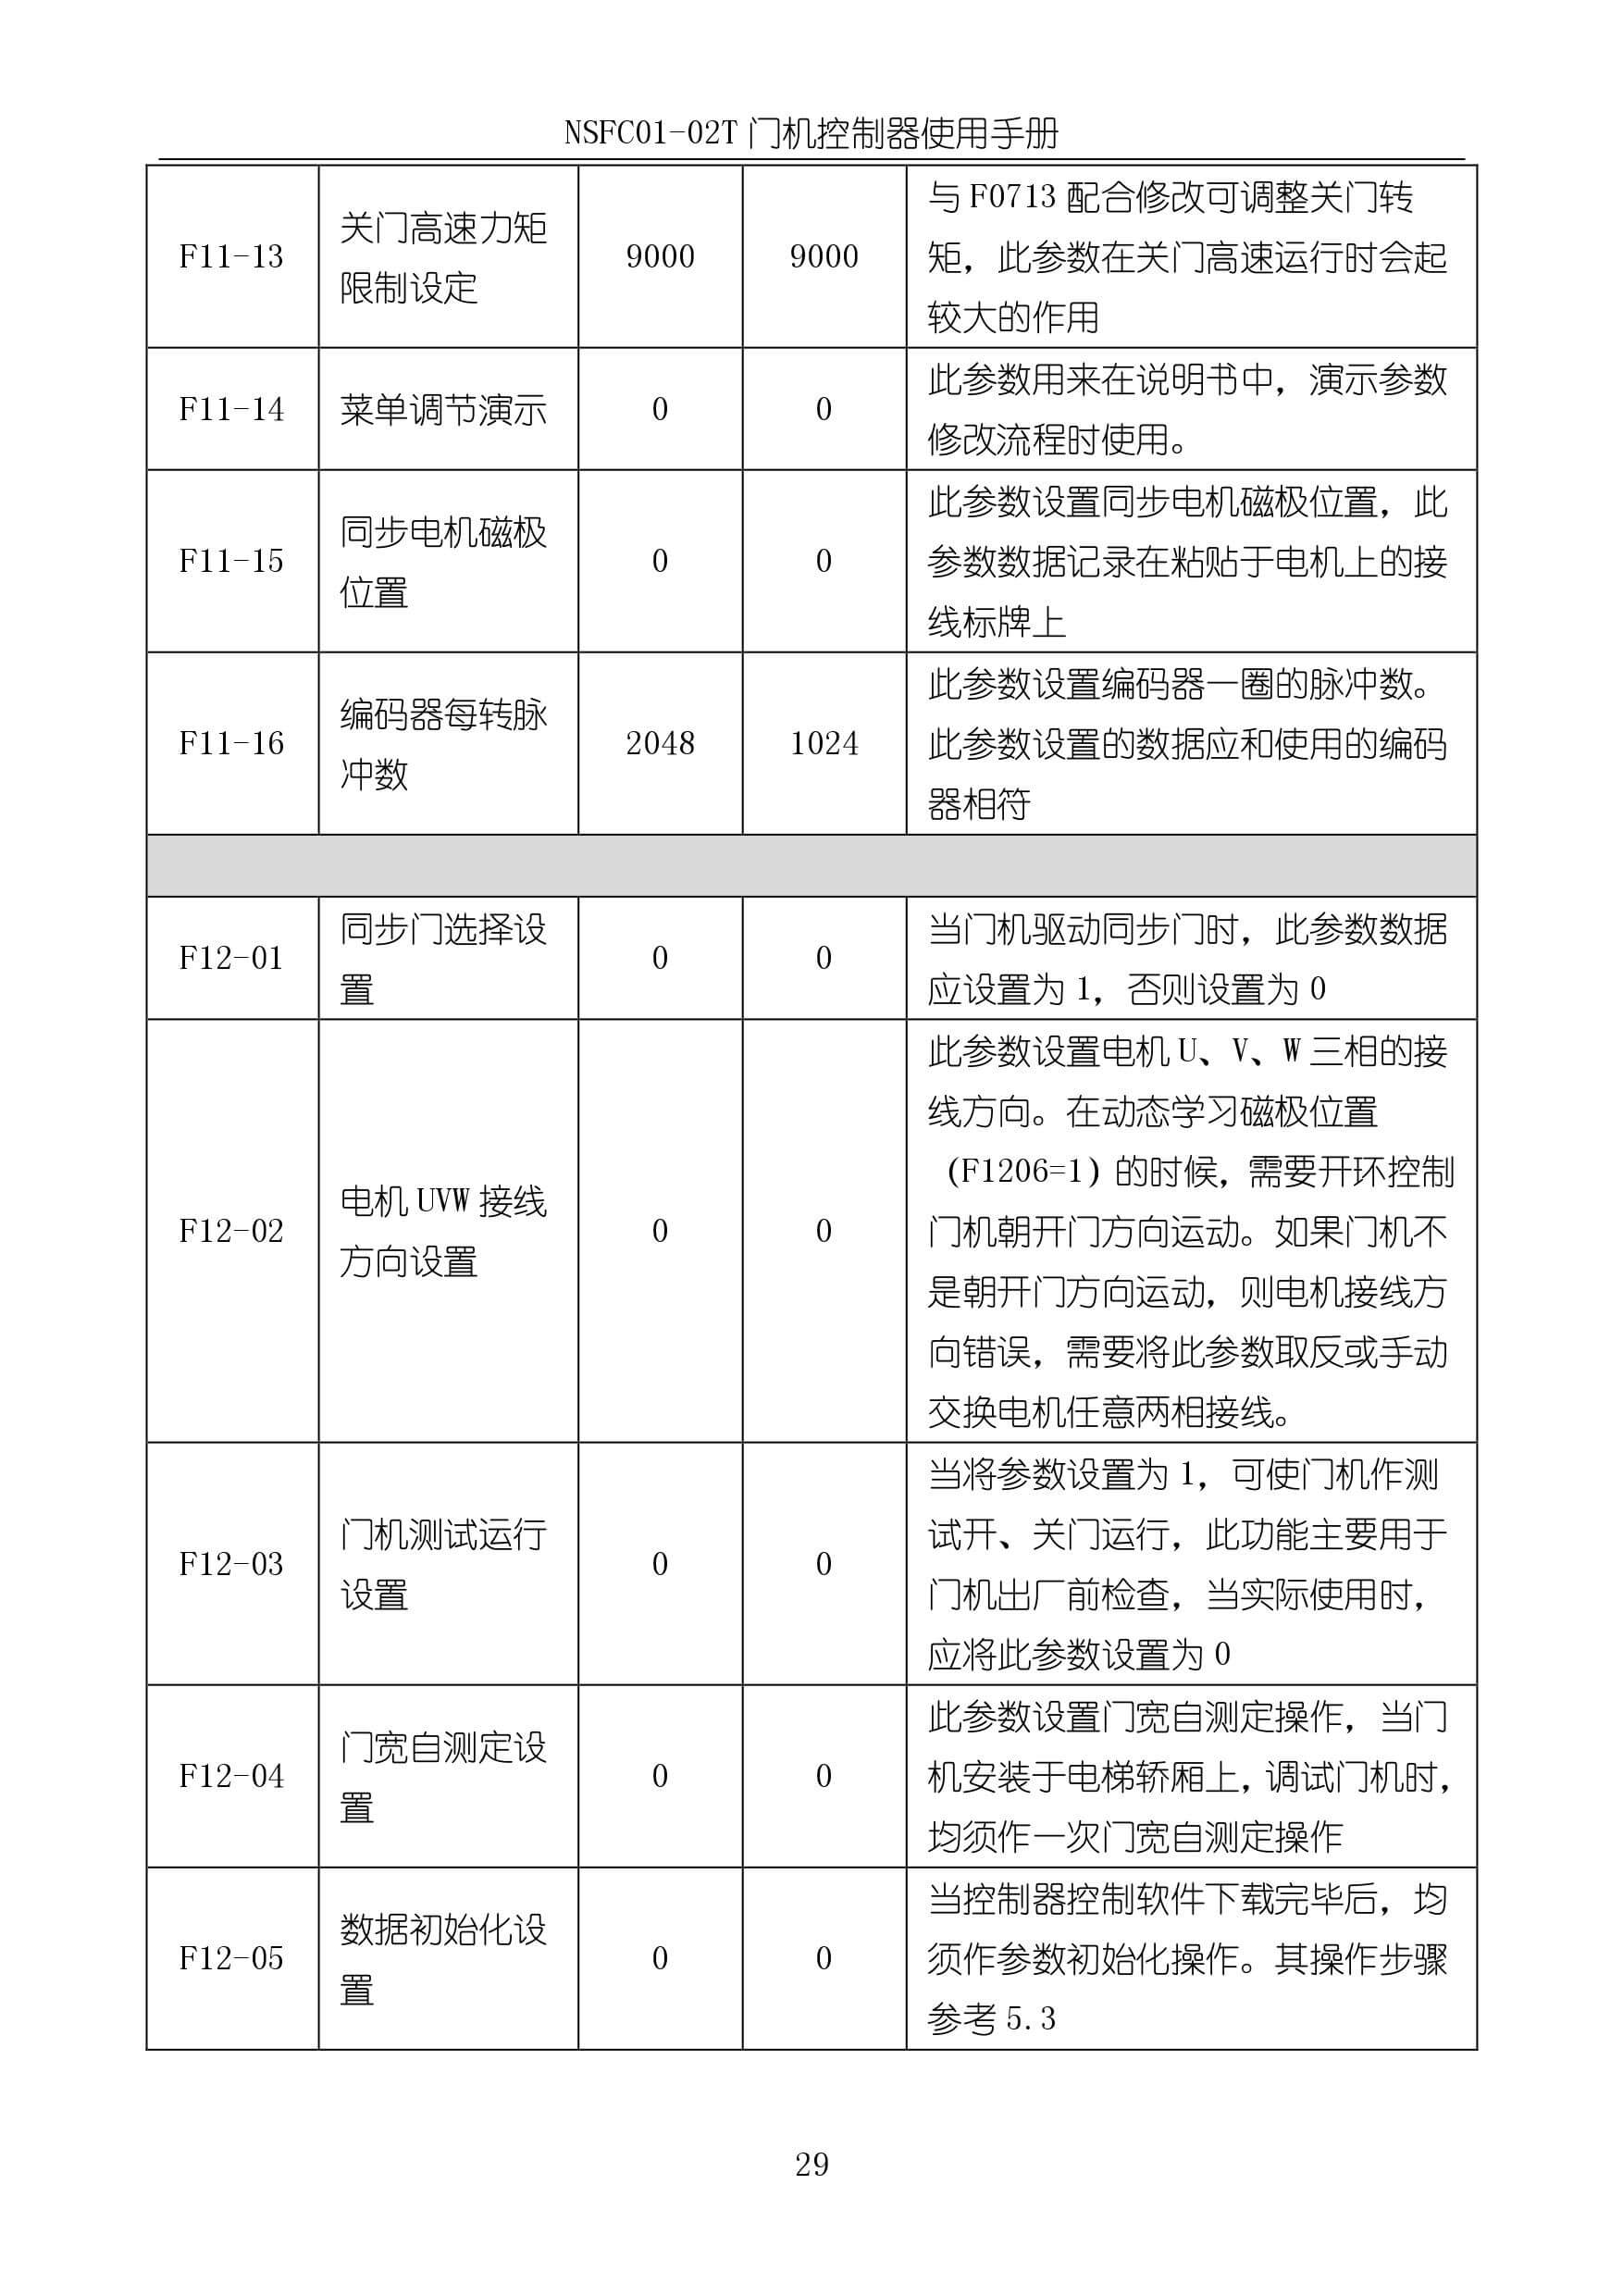 NSFC01-02T 门机控制器使用手册
F11-13
关门高速力矩
限制设定
9000
9000
与 F0713 配合修改可调整关门转
矩，此参数在关门高速运行时会起
较大的作用
F11-14
菜单调节演示
0
0
此参数用来在说明书中，演示参数
修改流程时使用。
F11-15
同步电机磁极
位置
0
0
此参数设置同步电机磁极位置，此
参数数据记录在粘贴于电机上的接
线标牌上
F11-16
编码器每转脉
冲数
2048
1024
此参数设置编码器一圈的脉冲数。
此参数设置的数据应和使用的编码
器相符
F12-01
同步门选择设
置
0
0
当门机驱动同步门时，此参数数据
应设置为 1，否则设置为 0
F12-02
电机 UVW 接线
方向设置
0
0
此参数设置电机 U、V、W 三相的接
线方向。在动态学习磁极位置
（F1206=1）的时候，需要开环控制
门机朝开门方向运动。如果门机不
是朝开门方向运动，则电机接线方
向错误，需要将此参数取反或手动
交换电机任意两相接线。
F12-03
门机测试运行
设置
0
0
当将参数设置为 1，可使门机作测
试开、关门运行，此功能主要用于
门机出厂前检查，当实际使用时，
应将此参数设置为 0
F12-04
门宽自测定设
置
0
0
此参数设置门宽自测定操作，当门
机安装于电梯轿厢上，调试门机时，
均须作一次门宽自测定操作
F12-05
数据初始化设
置
0
0
当控制器控制软件下载完毕后，均
须作参数初始化操作。其操作步骤
参考 5.3
29